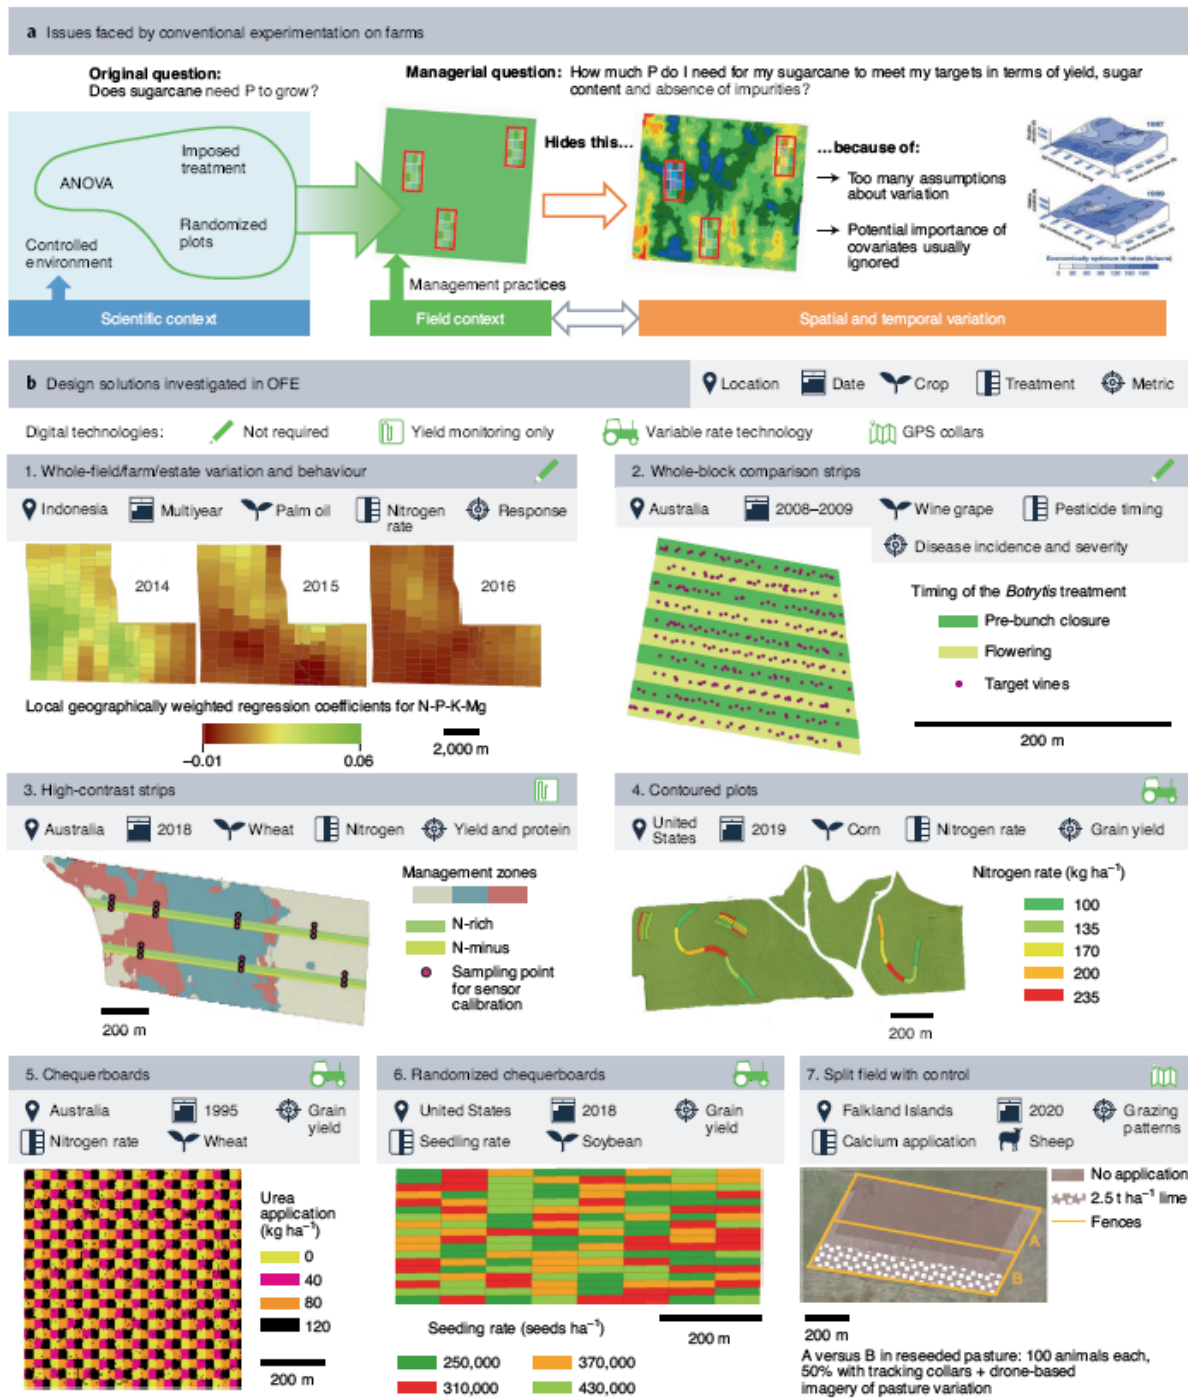 a Issues faced by conventional experimentation on farms
Original question:
Does sugarcane need P to grow?
Managerial question: How much P do I need for my sugarcane to meet my targets in terms of yield, sugar
content and absence of impurities?
Imposed
treatment
ANOVA
Randomized
plots
Controlled
environment
Scientific context
Management practices
Field context
Hides this...
...because of:
Too many assumptions
about variation
Potential importance of
covariates usually
ignored
1997
1999
Economically optimum N rates (lb/acre)
Spatial and temporal variation
b Design solutions investigated in OFE
Location Date Crop Treatment Metric
Digital technologies: Not required Yield monitoring only Variable rate technology GPS collars
1. Whole-field/farm/estate variation and behaviour
Indonesia Multiyear Palm oil Nitrogen
rate Response
2014 2015 2016
Local geographically weighted regression coefficients for N-P-K-Mg
−0.01 0.06 2,000 m
2. Whole-block comparison strips
Australia 2008–2009 Wine grape Pesticide timing
Disease incidence and severity
Timing of the Botrytis treatment
Pre-bunch closure
Flowering
Target vines
200 m
3. High-contrast strips
Australia 2018 Wheat Nitrogen Yield and protein
Management zones
N-rich
N-minus
Sampling point
for sensor
calibration
200 m
4. Contoured plots
United
States 2019 Corn Nitrogen rate Grain yield
Nitrogen rate (kg ha⁻¹)
100
135
170
200
235
200 m
5. Chequerboards
Australia 1995 Grain
yield
Nitrogen rate Wheat
Urea
application
(kg ha⁻¹)
0
40
80
120
200 m
6. Randomized chequerboards
United States 2018 Grain
yield
Seedling rate Soybean
200 m
Seeding rate (seeds ha⁻¹)
250,000 370,000
310,000 430,000
7. Split field with control
Falkland Islands 2020 Grazing
patterns
Calcium application Sheep
No application
2.5 t ha⁻¹ lime
Fences
A
B
200 m
A versus B in reseeded pasture: 100 animals each,
50% with tracking collars + drone-based
imagery of pasture variation